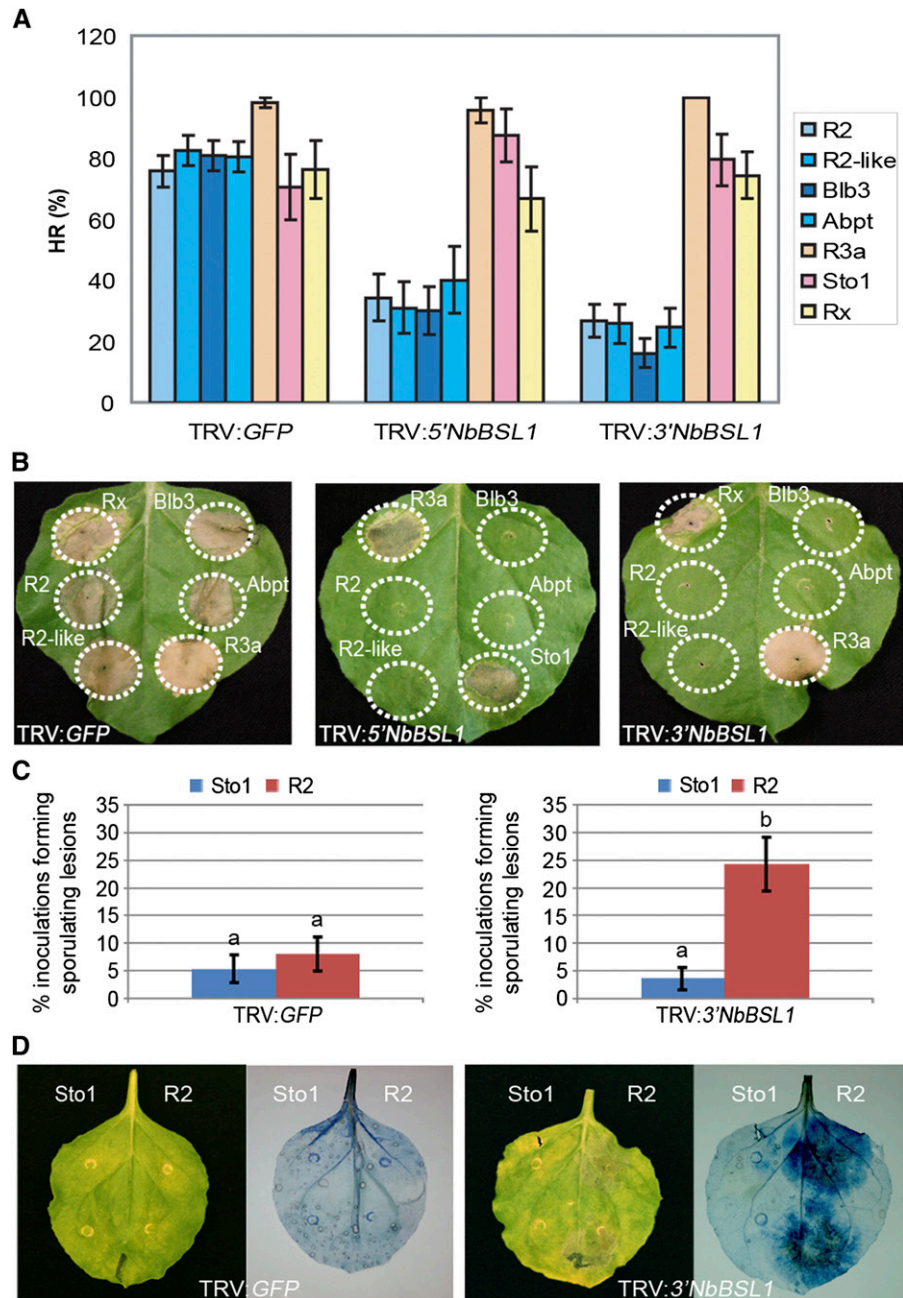 A
120
100
80
60
40
20
0
HR (%)
TRV:GFP
TRV:5'NbBSL1
TRV:3'NbBSL1
R2
R2-like
Blb3
Abpt
R3a
Sto1
Rx
B
Rx
Blb3
R2
Abpt
R2-like
R3a
TRV:GFP
R3a
Blb3
R2
Abpt
R2-like
Sto1
TRV:5'NbBSL1
Rx
Blb3
R2
Abpt
R2-like
R3a
TRV:3'NbBSL1
C
Sto1 R2
% inoculations forming
sporulating lesions
35
30
25
20
15
10
5
0
a
a
TRV:GFP
Sto1 R2
% inoculations forming
sporulating lesions
35
30
25
20
15
10
5
0
a
b
TRV:3'NbBSL1
D
Sto1 R2
Sto1 R2
TRV:GFP
Sto1 R2
Sto1 R2
TRV:3'NbBSL1